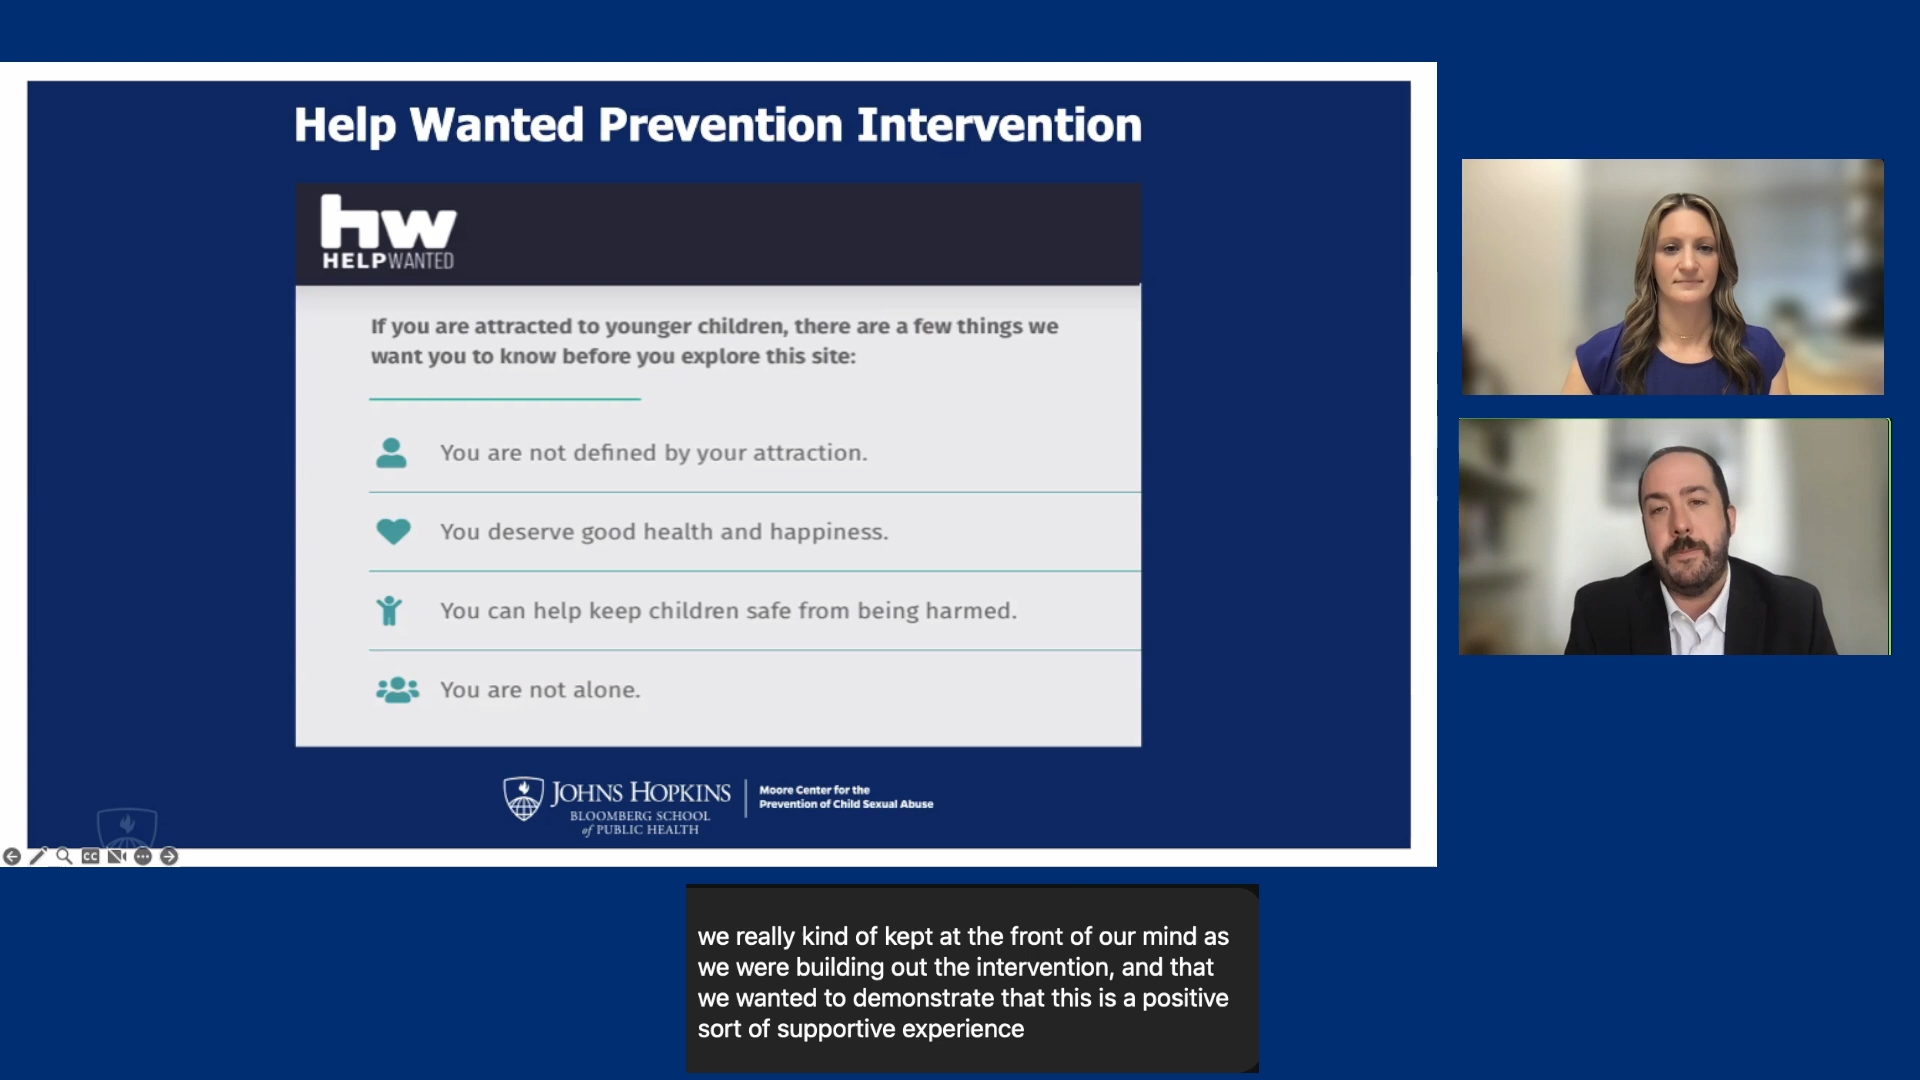 Help Wanted Prevention Intervention
hw
HELPWANTED
If you are attracted to younger children, there are a few things we
want you to know before you explore this site:
You are not defined by your attraction.
You deserve good health and happiness.
You can help keep children safe from being harmed.
You are not alone.
JOHNS HOPKINS
BLOOMBERG SCHOOL
of PUBLIC HEALTH
Moore Center for the
Prevention of Child Sexual Abuse
CC
we really kind of kept at the front of our mind as
we were building out the intervention, and that
we wanted to demonstrate that this is a positive
sort of supportive experience